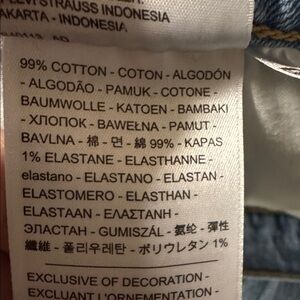 LEVI STRAUSS INDONESIA
JAKARTA - INDONESIA
99% COTTON - COTON - ALGODÓN
- ALGODÃO - PAMUK - COTONE -
BAUMWOLLE - KATOEN - BAMBAKI
- ХЛОПОК - BAWEŁNA - PAMUT -
BAVLNA - 棉 - 면 - 綿 99% - KAPAS
1% ELASTANE - ELASTHANNE -
elastano - ELASTANO - ELASTAN -
ELASTOMERO - ELASTHAN -
ELASTAAN - ΕΛΑΣΤΑΝΗ -
ЭЛАСТАН - GUMISZÁL - 氨纶 - 彈性
纖維 - 폴리우레탄 - ポリウレタン 1%
EXCLUSIVE OF DECORATION -
EXCLUANT L'ORNEMENTATION -